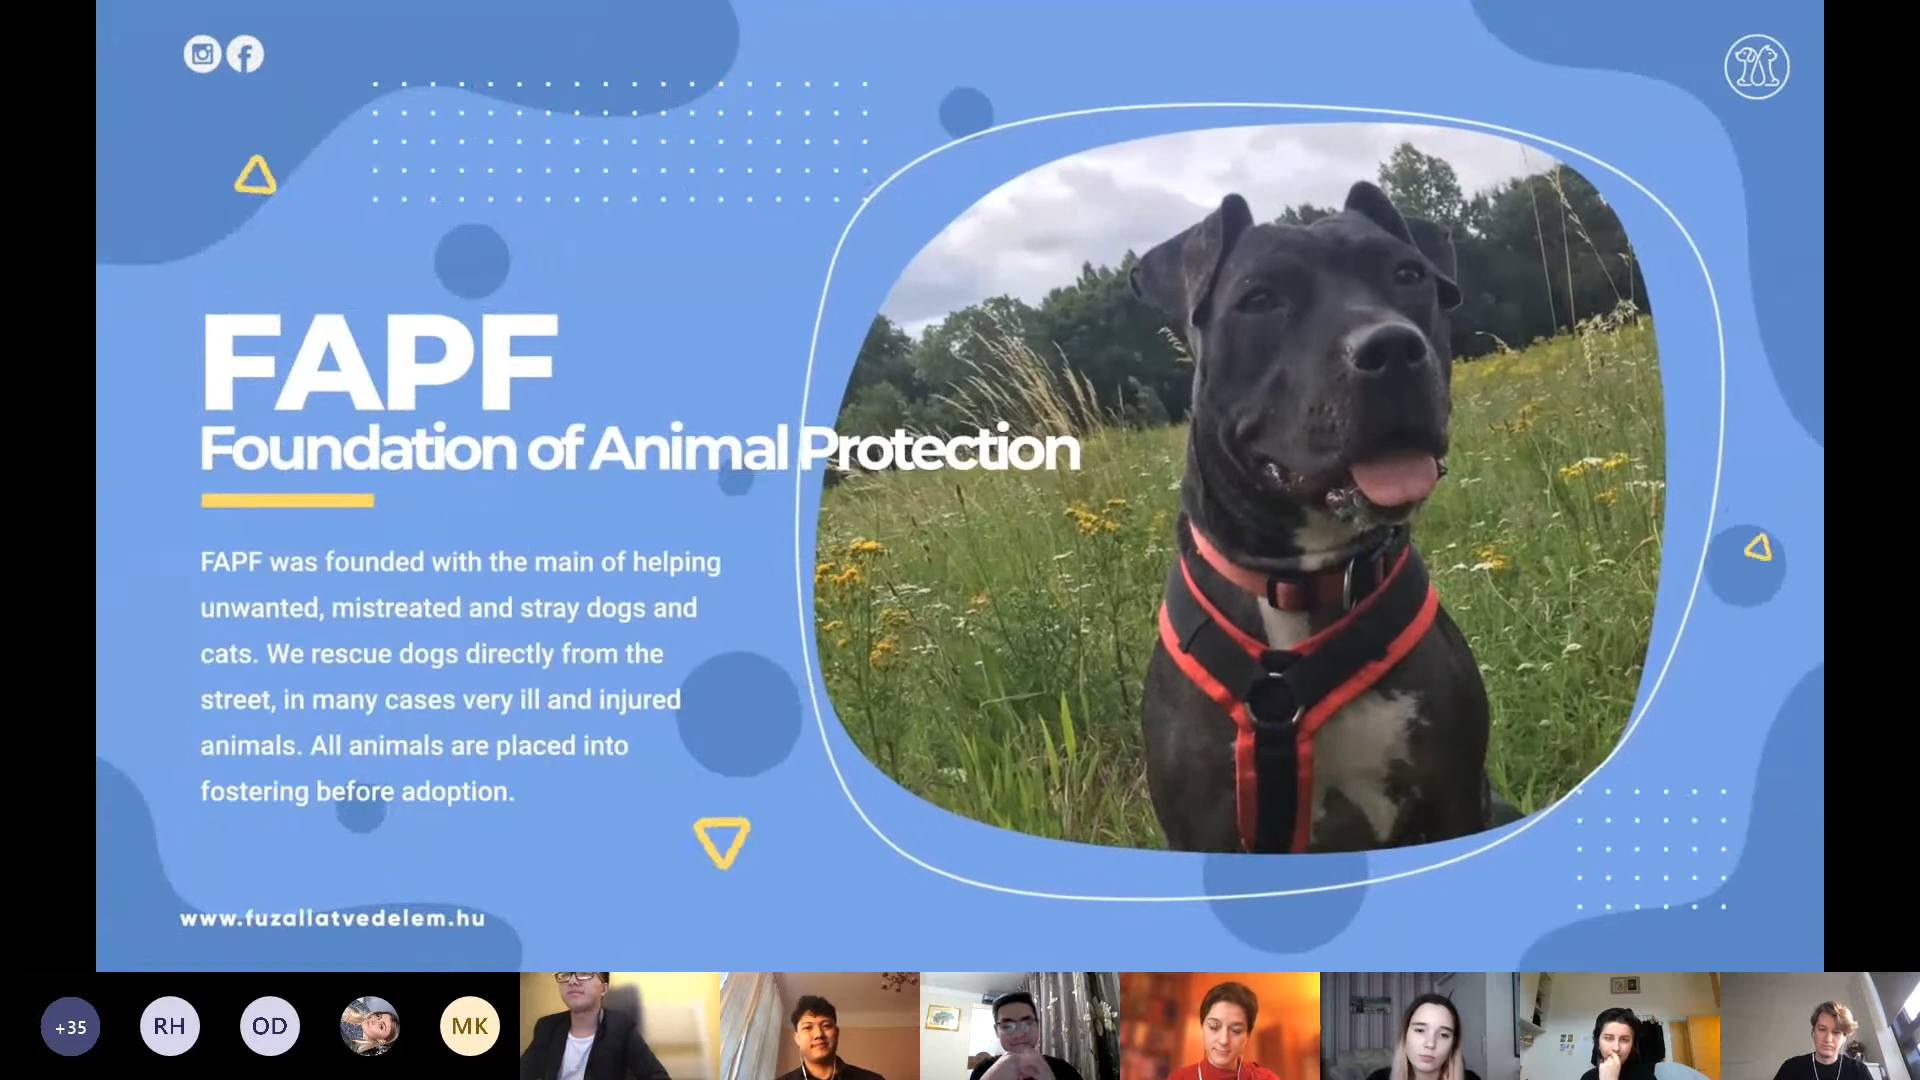 FAPF
Foundation of Animal Protection
FAPF was founded with the main of helping
unwanted, mistreated and stray dogs and
cats. We rescue dogs directly from the
street, in many cases very ill and injured
animals. All animals are placed into
fostering before adoption.
www.fuzallatvedelem.hu
+35
RH
OD
MK